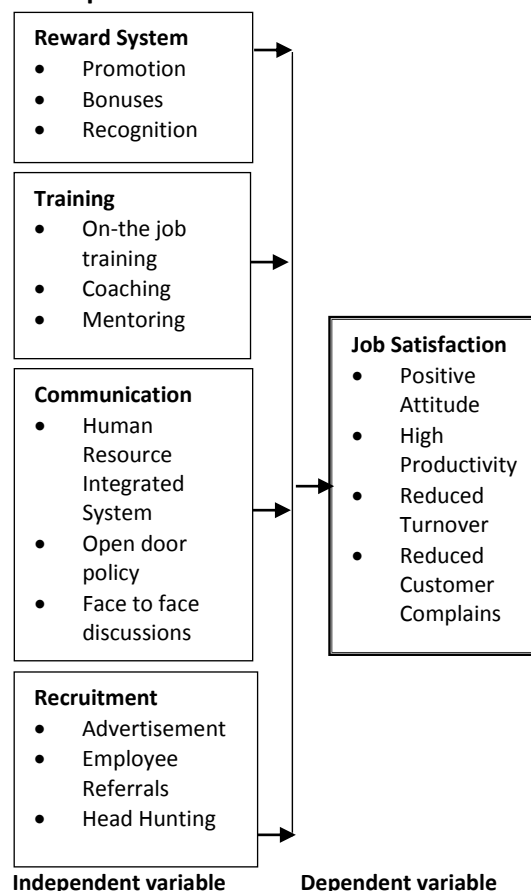 Reward System
• Promotion
• Bonuses
• Recognition
Training
• On-the job
training
• Coaching
• Mentoring
Communication
• Human
Resource
Integrated
System
• Open door
policy
• Face to face
discussions
Recruitment
• Advertisement
• Employee
Referrals
• Head Hunting
Job Satisfaction
• Positive
Attitude
• High
Productivity
• Reduced
Turnover
• Reduced
Customer
Complains
Independent variable
Dependent variable